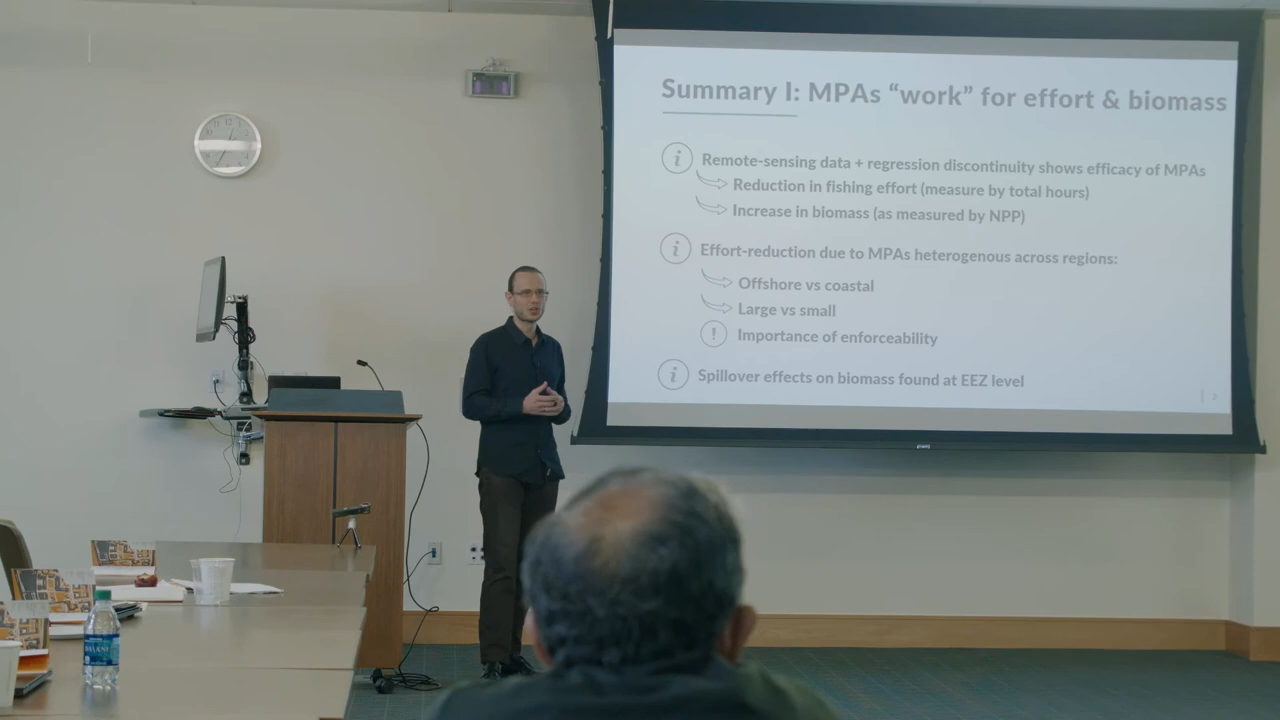 Summary I: MPAs “work” for effort & biomass
Remote-sensing data + regression discontinuity shows efficacy of MPAs
Reduction in fishing effort (measure by total hours)
Increase in biomass (as measured by NPP)
Effort-reduction due to MPAs heterogenous across regions:
Offshore vs coastal
Large vs small
Importance of enforceability
Spillover effects on biomass found at EEZ level